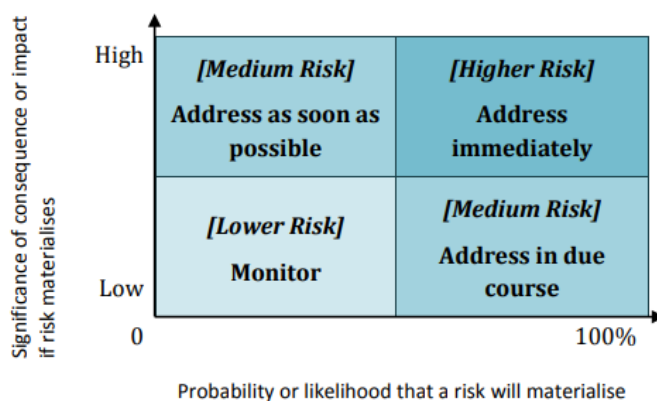 Significance of consequence or impact
if risk materialises
High
[Medium Risk]
Address as soon as
possible
[Higher Risk]
Address
immediately
[Lower Risk]
Monitor
[Medium Risk]
Address in due
course
Low
0
100%
Probability or likelihood that a risk will materialise